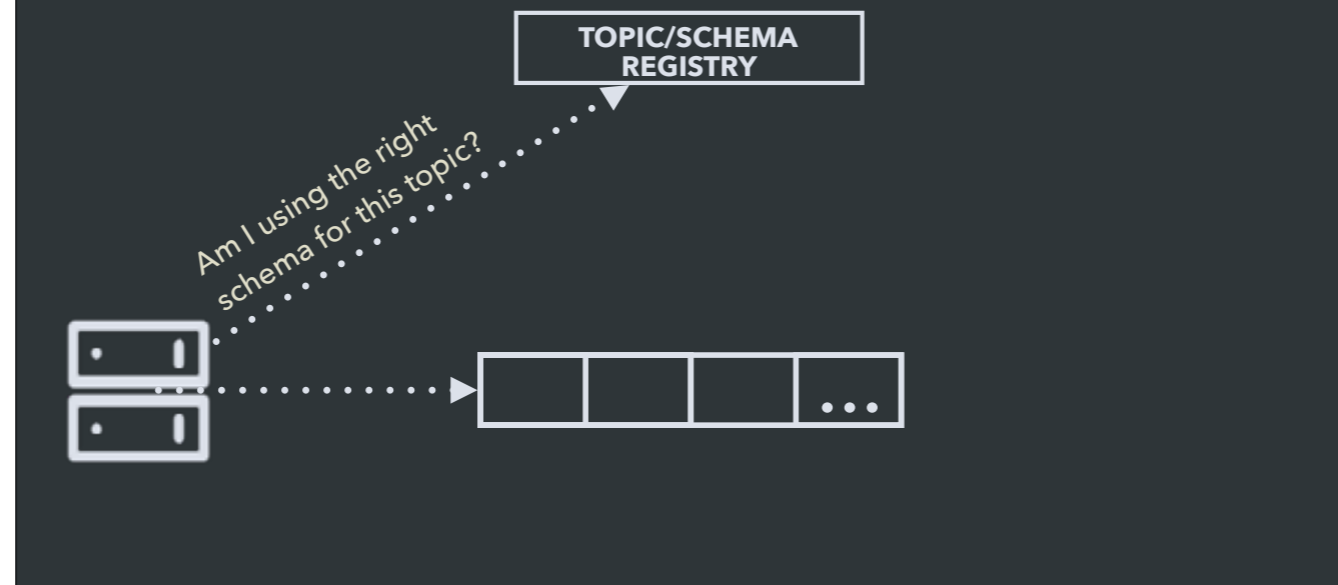 TOPIC/SCHEMA
REGISTRY
Am I using the right
schema for this topic?
...